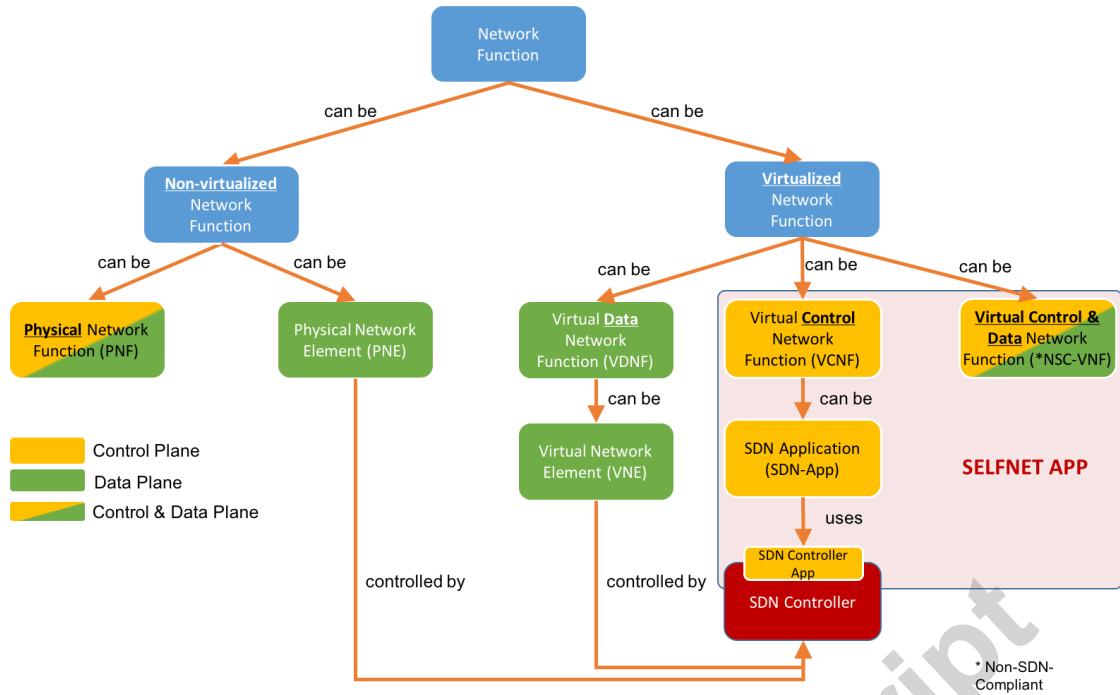 Network
Function
can be
can be
Non-virtualized
Network
Function
Virtualized
Network
Function
can be
can be
can be
can be
can be
Physical Network
Function (PNF)
Physical Network
Element (PNE)
Virtual Data
Network
Function (VDNF)
Virtual Control
Network
Function (VCNF)
Virtual Control &
Data Network
Function (*NSC-VNF)
can be
can be
Control Plane
Data Plane
Control & Data Plane
Virtual Network
Element (VNE)
SDN Application
(SDN-App)
SELFNET APP
uses
SDN Controller
App
controlled by
controlled by
SDN Controller
* Non-SDN-
Compliant
ript